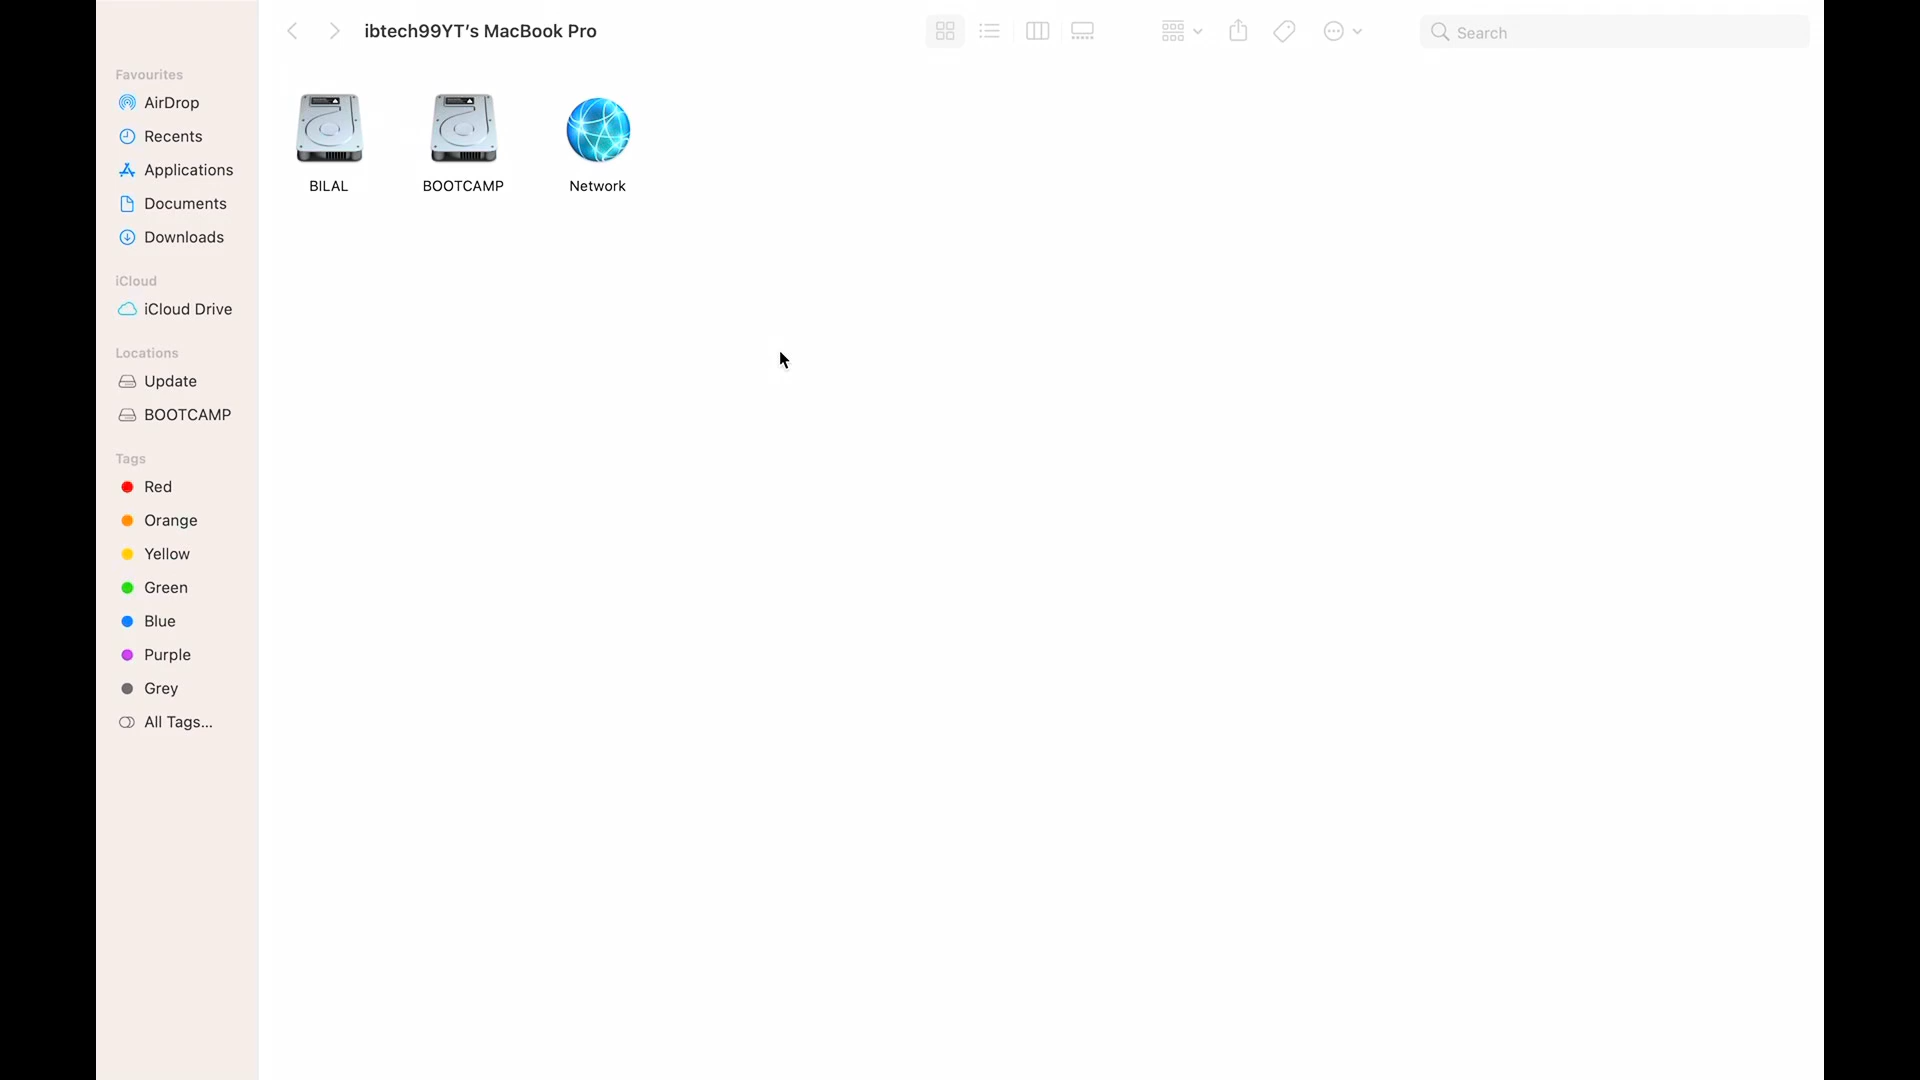 ibtech99YT’s MacBook Pro
Search
Favourites
AirDrop
Recents
Applications
Documents
Downloads
iCloud
iCloud Drive
Locations
Update
BOOTCAMP
Tags
Red
Orange
Yellow
Green
Blue
Purple
Grey
All Tags...
BILAL
BOOTCAMP
Network